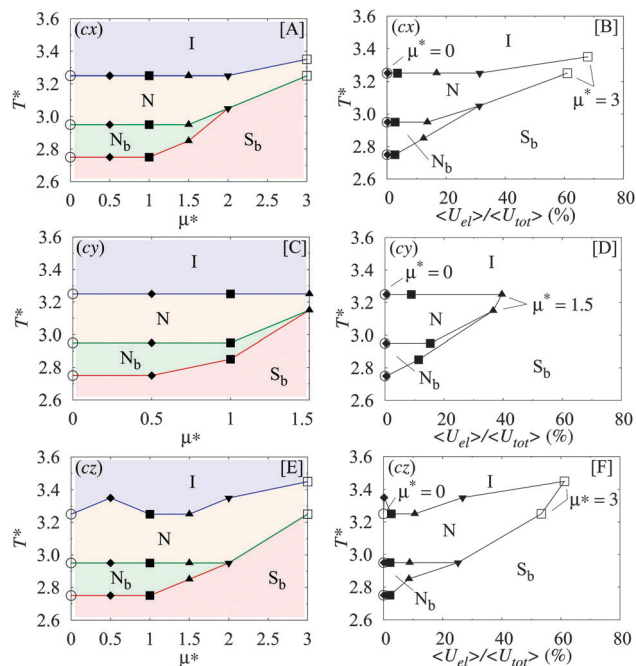 (cx) [A]
3.6
3.4
3.2
3.0
2.8
2.6
T*
I
N
N_b
S_b
0 0.5 1 1.5 2 2.5 3
μ*
(cx) [B]
3.6
3.4
3.2
3.0
2.8
2.6
T*
μ* = 0
I
N
μ* = 3
N_b
S_b
0 20 40 60 80
<U_el>/<U_tot> (%)
(cy) [C]
3.6
3.4
3.2
3.0
2.8
2.6
T*
I
N
N_b
S_b
0 0.5 1 1.5
μ*
(cy) [D]
3.6
3.4
3.2
3.0
2.8
2.6
T*
μ* = 0
I
μ* = 1.5
N
N_b
S_b
0 20 40 60 80
<U_el>/<U_tot> (%)
(cz) [E]
3.6
3.4
3.2
3.0
2.8
2.6
T*
I
N
N_b
S_b
0 0.5 1 1.5 2 2.5 3
μ*
(cz) [F]
3.6
3.4
3.2
3.0
2.8
2.6
T*
I
μ* = 0
μ* = 3
N
N_b
S_b
0 20 40 60 80
<U_el>/<U_tot> (%)